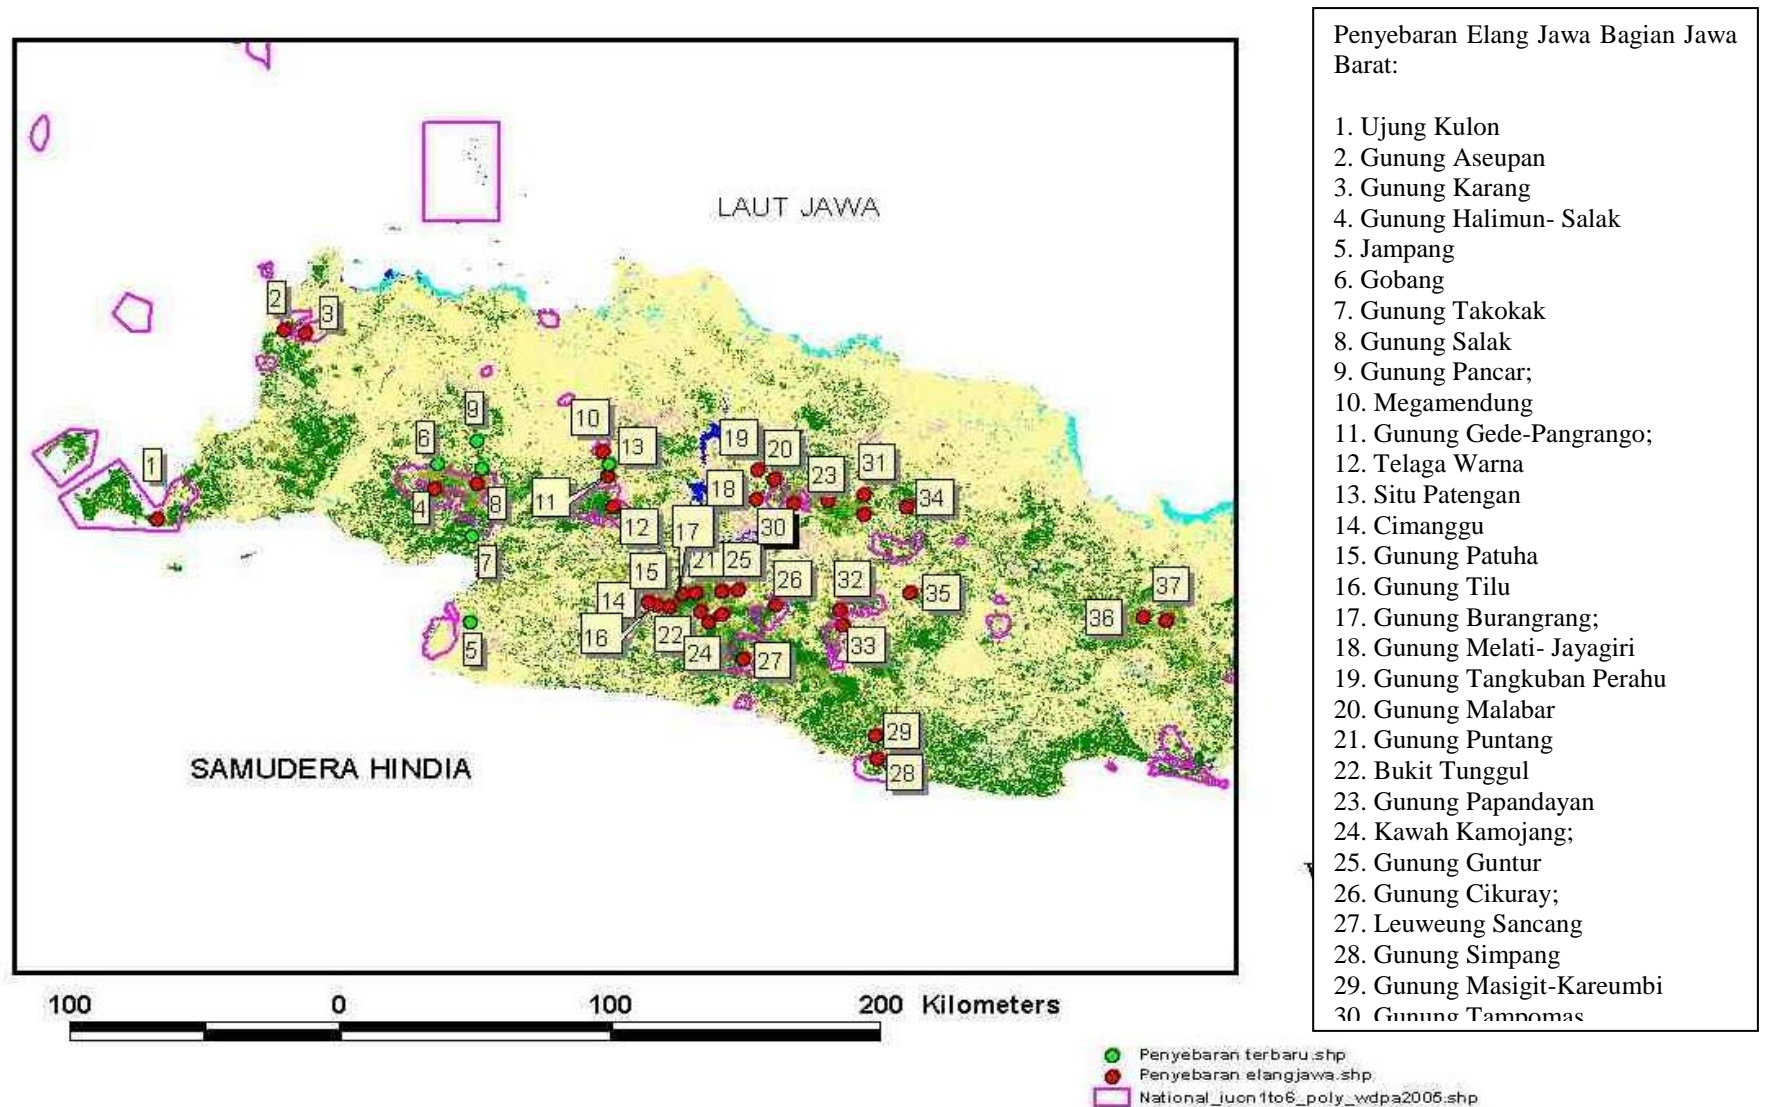 LAUT JAWA
2
3
9
10
6
13
19
20
31
1
23
18
11
34
4
8
12
17
30
7
21
25
15
26
32
37
14
35
36
16
22
33
5
24
27
29
28
SAMUDERA HINDIA
100 0 100 200 Kilometers
Penyebaran terbaru.shp
Penyebaran elangjawa.shp
National_iucn1to6_poly_wdpa2005.shp
Penyebaran Elang Jawa Bagian Jawa
Barat:
1. Ujung Kulon
2. Gunung Aseupan
3. Gunung Karang
4. Gunung Halimun- Salak
5. Jampang
6. Gobang
7. Gunung Takokak
8. Gunung Salak
9. Gunung Pancar;
10. Megamendung
11. Gunung Gede-Pangrango;
12. Telaga Warna
13. Situ Patengan
14. Cimanggu
15. Gunung Patuha
16. Gunung Tilu
17. Gunung Burangrang;
18. Gunung Melati- Jayagiri
19. Gunung Tangkuban Perahu
20. Gunung Malabar
21. Gunung Puntang
22. Bukit Tunggul
23. Gunung Papandayan
24. Kawah Kamojang;
25. Gunung Guntur
26. Gunung Cikuray;
27. Leuweung Sancang
28. Gunung Simpang
29. Gunung Masigit-Kareumbi
30. Gunung Tampomas